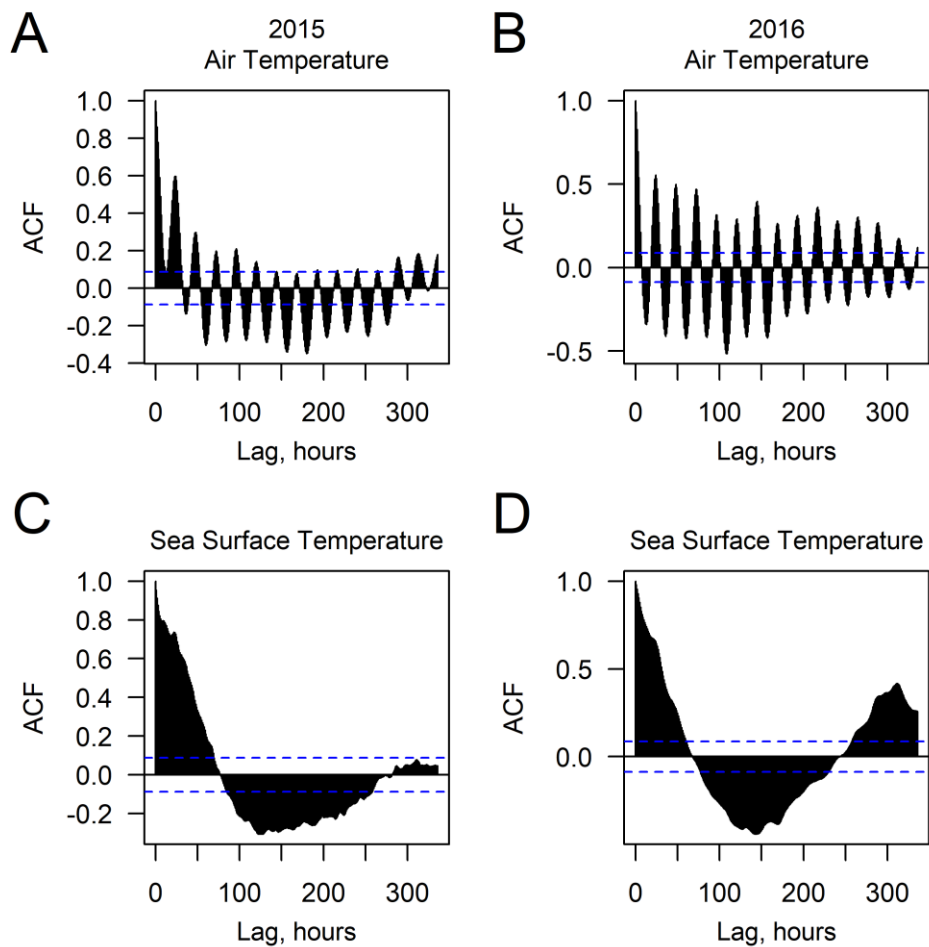 A
2015
Air Temperature
ACF
1.0
0.8
0.6
0.4
0.2
0.0
-0.2
-0.4
0 100 200 300
Lag, hours
B
2016
Air Temperature
ACF
1.0
0.5
0.0
-0.5
0 100 200 300
Lag, hours
C
Sea Surface Temperature
ACF
1.0
0.8
0.6
0.4
0.2
0.0
-0.2
0 100 200 300
Lag, hours
D
Sea Surface Temperature
ACF
1.0
0.5
0.0
0 100 200 300
Lag, hours